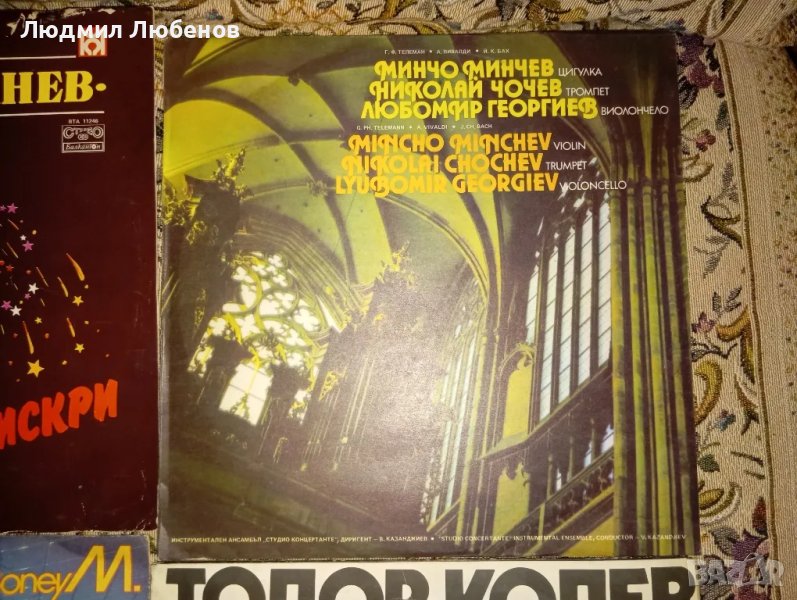 Людмил Любенов
НЕВ-
ВТА 11246
СТЕРЕО
Балкантон
ИСКРИ
Г. Ф. ТЕЛЕМАН • А. ВИВАЛДИ • Й. К. БАХ
МИНЧО МИНЧЕВ ЦИГУЛКА
НИКОЛАЙ ЧОЧЕВ ТРОМПЕТ
ЛЮБОМИР ГЕОРГИЕВ ВИОЛОНЧЕЛО
G. PH. TELEMANN • A. VIVALDI • J. CH. BACH
MINCHO MINCHEV VIOLIN
NIKOLAI CHOCHEV TRUMPET
LYUBOMIR GEORGIEV VIOLONCELLO
ИНСТРУМЕНТАЛЕН АНСАМБЪЛ „СТУДИО КОНЦЕРТАНТЕ", ДИРИГЕНТ – В. КАЗАНДЖИЕВ • "STUDIO CONCERTANTE" INSTRUMENTAL ENSEMBLE, CONDUCTOR – V. KAZANDJIEV
oney M.
ТОДОР КОЛЕВ
BAZAR